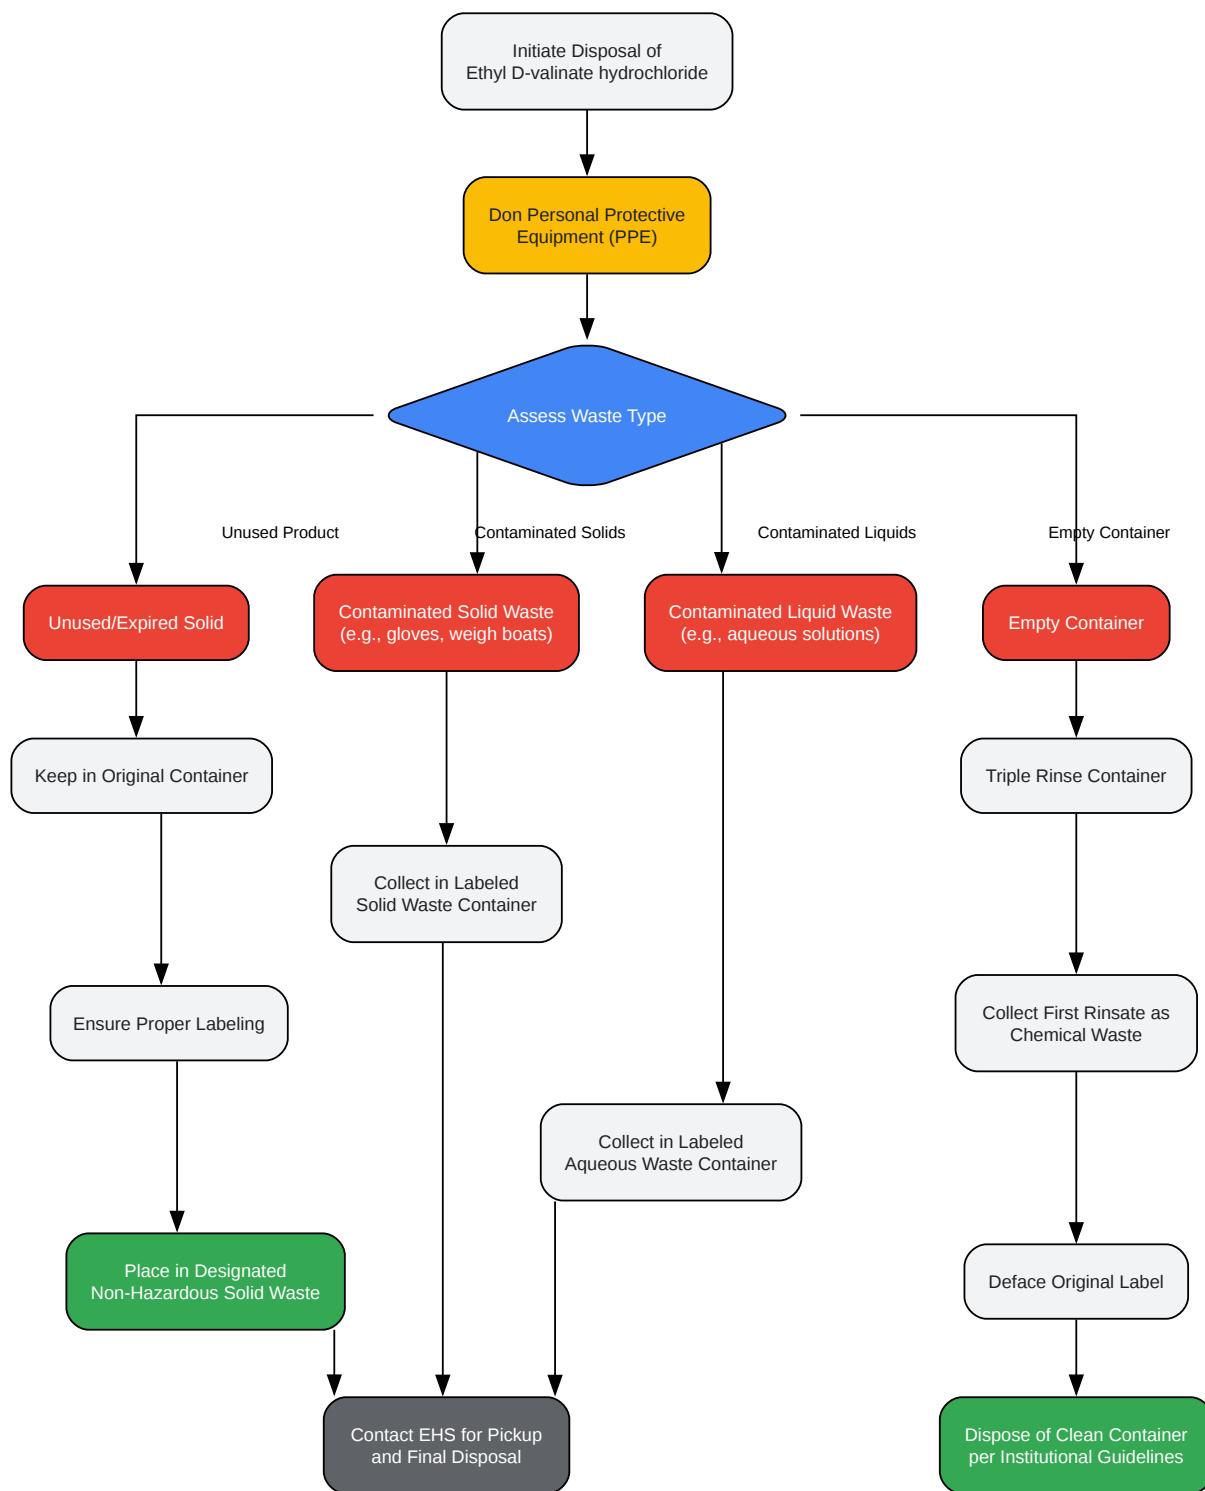 Initiate Disposal of
Ethyl D-valinate hydrochloride
Don Personal Protective
Equipment (PPE)
Assess Waste Type
Unused Product
Contaminated Solids
Contaminated Liquids
Empty Container
Unused/Expired Solid
Contaminated Solid Waste
(e.g., gloves, weigh boats)
Contaminated Liquid Waste
(e.g., aqueous solutions)
Empty Container
Keep in Original Container
Triple Rinse Container
Collect in Labeled
Solid Waste Container
Ensure Proper Labeling
Collect First Rinsate as
Chemical Waste
Collect in Labeled
Aqueous Waste Container
Place in Designated
Non-Hazardous Solid Waste
Deface Original Label
Contact EHS for Pickup
and Final Disposal
Dispose of Clean Container
per Institutional Guidelines